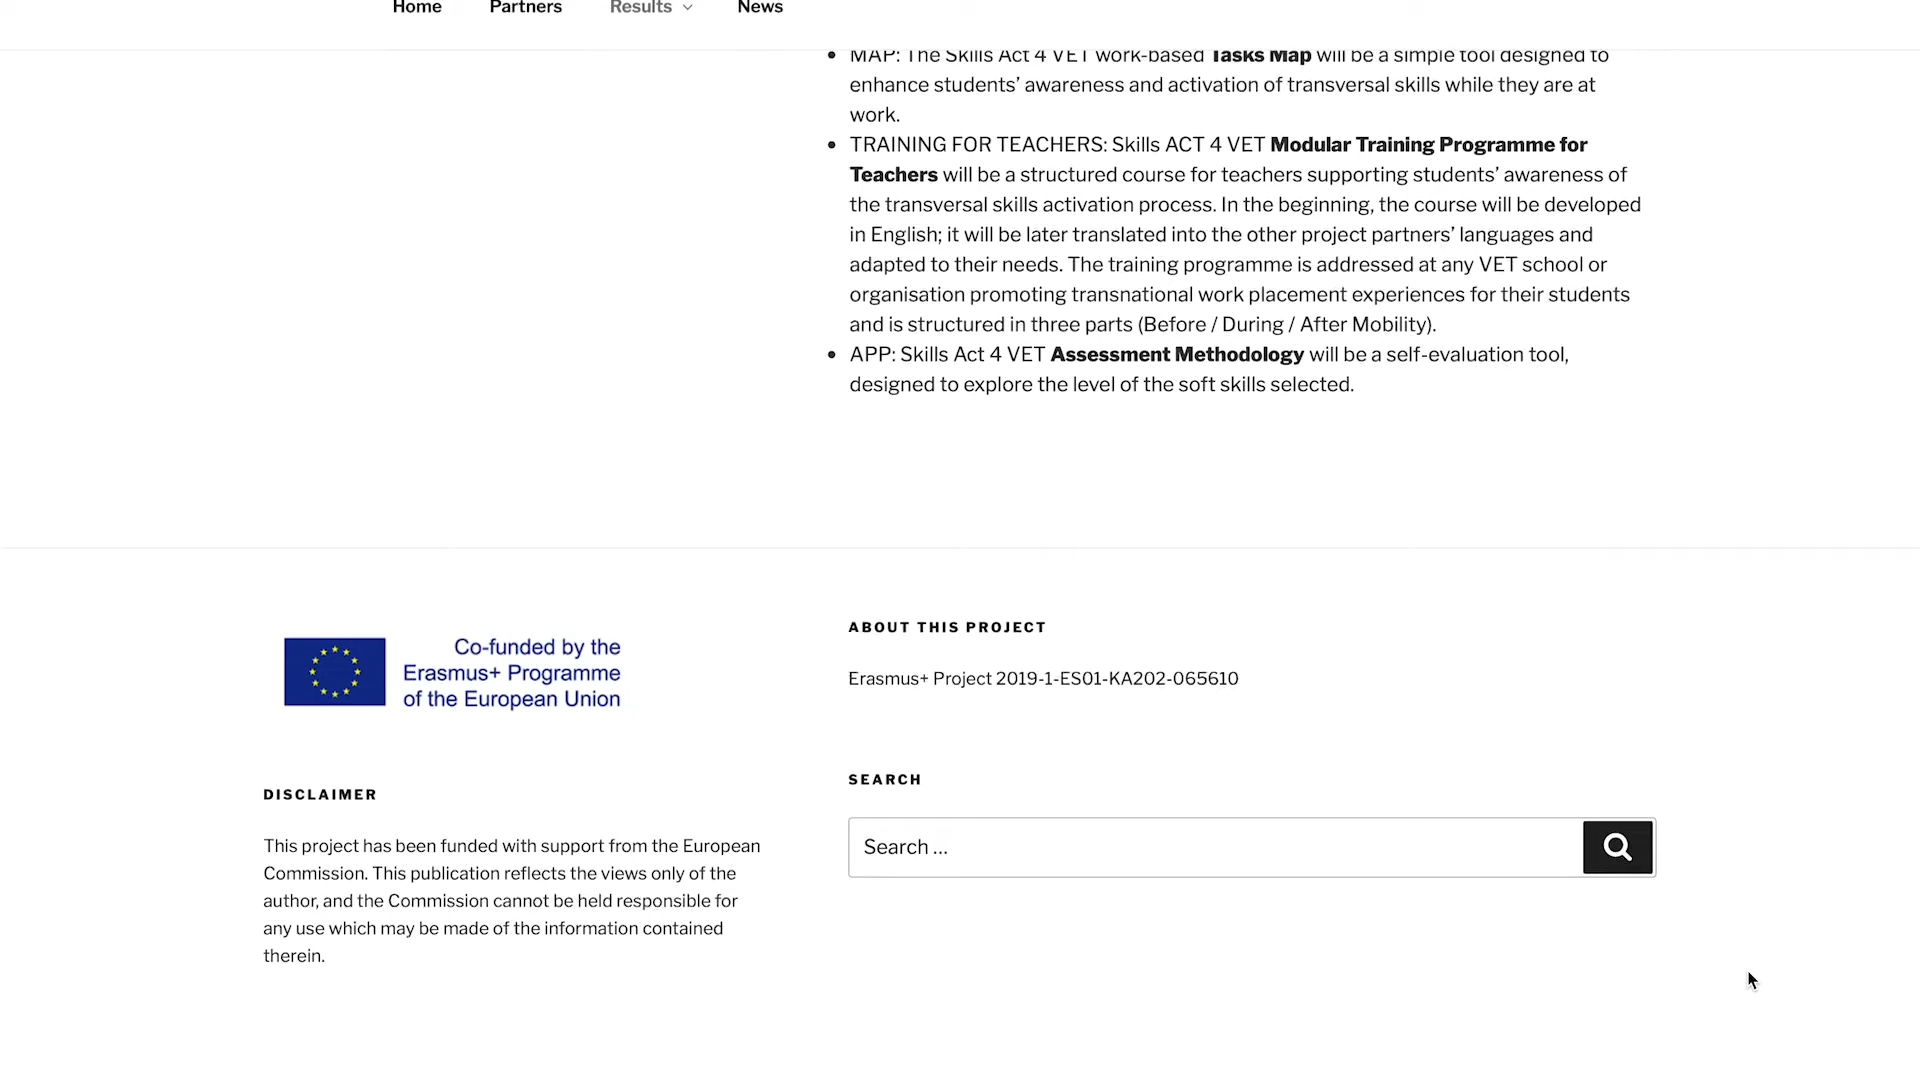 Home Partners Results News
MAP: The Skills Act 4 VET work-based Tasks Map will be a simple tool designed to
enhance students’ awareness and activation of transversal skills while they are at
work.
TRAINING FOR TEACHERS: Skills ACT 4 VET Modular Training Programme for
Teachers will be a structured course for teachers supporting students’ awareness of
the transversal skills activation process. In the beginning, the course will be developed
in English; it will be later translated into the other project partners’ languages and
adapted to their needs. The training programme is addressed at any VET school or
organisation promoting transnational work placement experiences for their students
and is structured in three parts (Before / During / After Mobility).
APP: Skills Act 4 VET Assessment Methodology will be a self-evaluation tool,
designed to explore the level of the soft skills selected.
Co-funded by the
Erasmus+ Programme
of the European Union
DISCLAIMER
This project has been funded with support from the European
Commission. This publication reflects the views only of the
author, and the Commission cannot be held responsible for
any use which may be made of the information contained
therein.
ABOUT THIS PROJECT
Erasmus+ Project 2019-1-ES01-KA202-065610
SEARCH
Search …